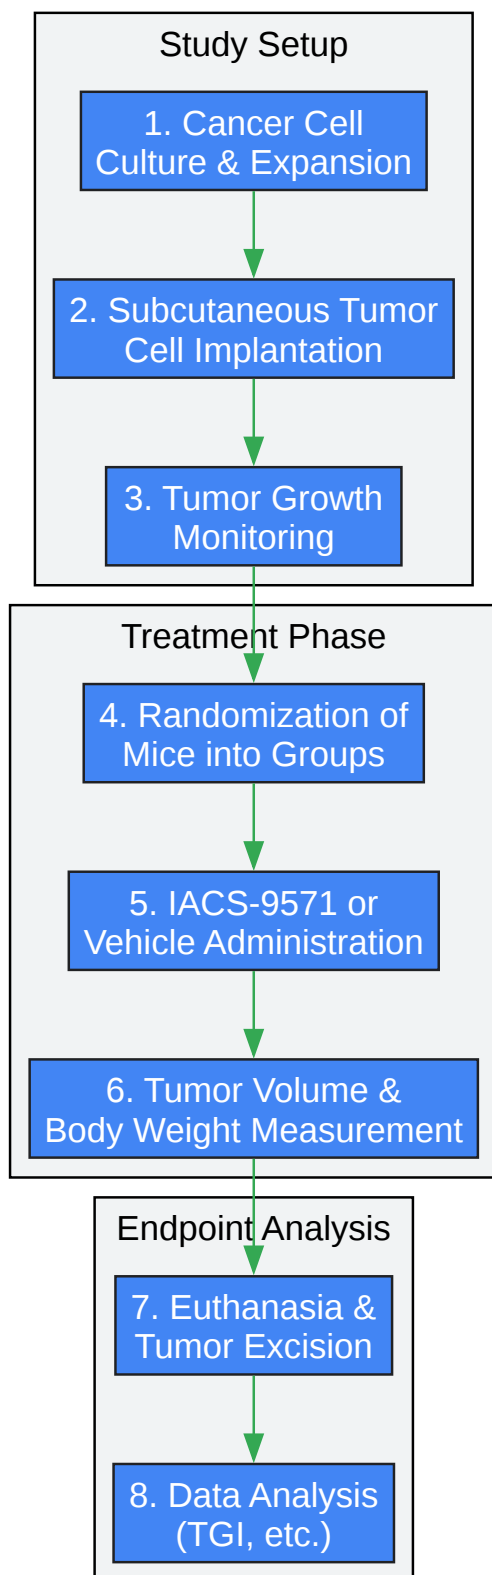 Study Setup
1. Cancer Cell
Culture & Expansion
2. Subcutaneous Tumor
Cell Implantation
3. Tumor Growth
Monitoring
Treatment Phase
4. Randomization of
Mice into Groups
5. IACS-9571 or
Vehicle Administration
6. Tumor Volume &
Body Weight Measurement
Endpoint Analysis
7. Euthanasia &
Tumor Excision
8. Data Analysis
(TGI, etc.)